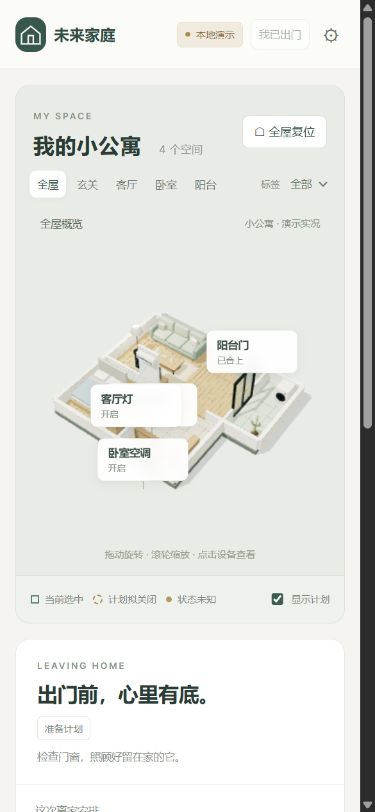 未来家庭
本地演示
我已出门
MY SPACE
我的小公寓 4 个空间
全屋复位
全屋 玄关 客厅 卧室 阳台 标签 全部
全屋概览 小公寓 · 演示实况
阳台门
已合上
客厅灯
开启
卧室空调
开启
拖动旋转 · 滚轮缩放 · 点击设备查看
当前选中 计划拟关闭 状态未知 显示计划
LEAVING HOME
出门前，心里有底。
准备计划
检查门窗，照顾好留在家的它。
这次离家安排